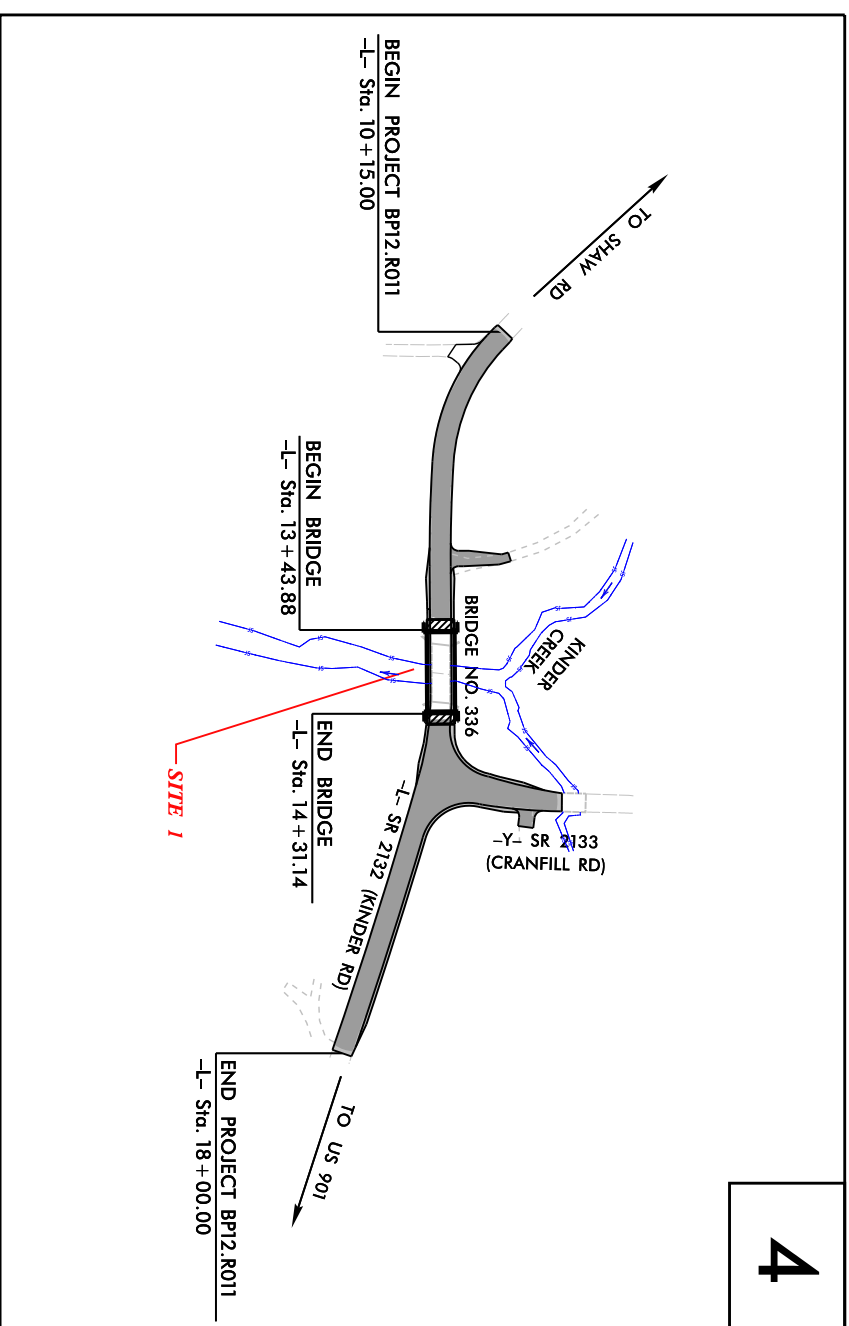 BEGIN PROJECT BP12.R011
-L- Sta. 10+15.00
TO SHAW RD
BEGIN BRIDGE
-L- Sta. 13+43.88
BRIDGE NO. 336
KINDER
CREEK
SITE 1
END BRIDGE
-L- Sta. 14+31.14
-L- SR 2132 (KINDER RD)
-Y- SR 2133
(CRANFILL RD)
END PROJECT BP12.R011
-L- Sta. 18+00.00
TO US 901
4